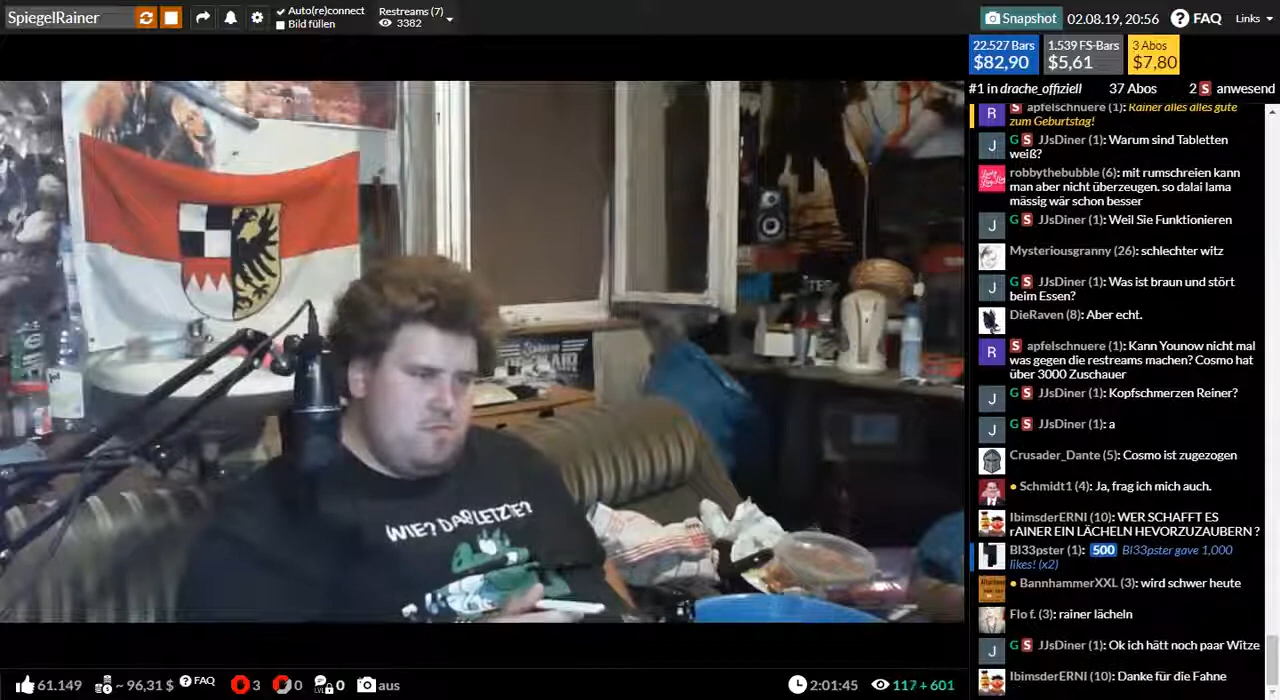 SpiegelRainer
Auto(re)connect
Bild füllen
Restreams (7)
3382
Snapshot
02.08.19, 20:56
? FAQ
Links
22.527 Bars
$82,90
1.539 FS-Bars
$5,61
3 Abos
$7,80
#1 in drache_offiziell
37 Abos
2 S anwesend
R S apfelschnuere (1): Rainer alles alles gute
zum Geburtstag!
J G S JJsDiner (1): Warum sind Tabletten
weiß?
robbythebubble (6): mit rumschreien kann
man aber nicht überzeugen. so dalai lama
mässig wär schon besser
J G S JJsDiner (1): Weil Sie Funktionieren
Mysteriousgranny (26): schlechter witz
J G S JJsDiner (1): Was ist braun und stört
beim Essen?
DieRaven (8): Aber echt.
R S apfelschnuere (1): Kann Younow nicht mal
was gegen die restreams machen? Cosmo hat
über 3000 Zuschauer
J G S JJsDiner (1): Kopfschmerzen Reiner?
J G S JJsDiner (1): a
Crusader_Dante (5): Cosmo ist zugezogen
Schmidt1 (4): Ja, frag ich mich auch.
IbimsderERNI (10): WER SCHAFFT ES
rAINER EIN LÄCHELN HEVORZUZAUBERN ?
Bl33pster (1): 500 Bl33pster gave 1,000
likes! (x2)
BannhammerXXL (3): wird schwer heute
Flo f. (3): rainer lächeln
J G S JJsDiner (1): Ok ich hätt noch paar Witze
IbimsderERNI (10): Danke für die Fahne
WIE? DAS LETZTE?
61.149
~ 96,31 $
? FAQ
3
0
LVL
0
aus
2:01:45
117 + 601